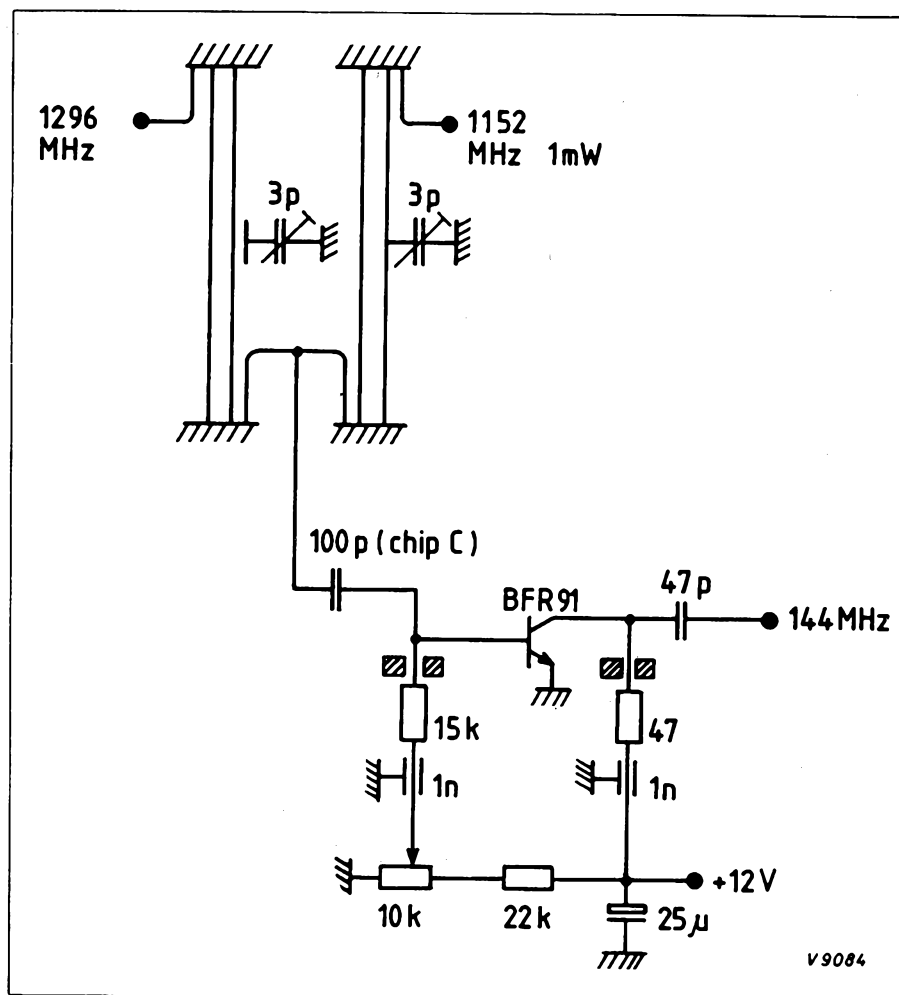 1296
MHz
1152
MHz 1mW
3p
3p
100p (chip C)
BFR91
47p
144MHz
15k
47
1n
1n
+12V
10k
22k
25µ
V9084